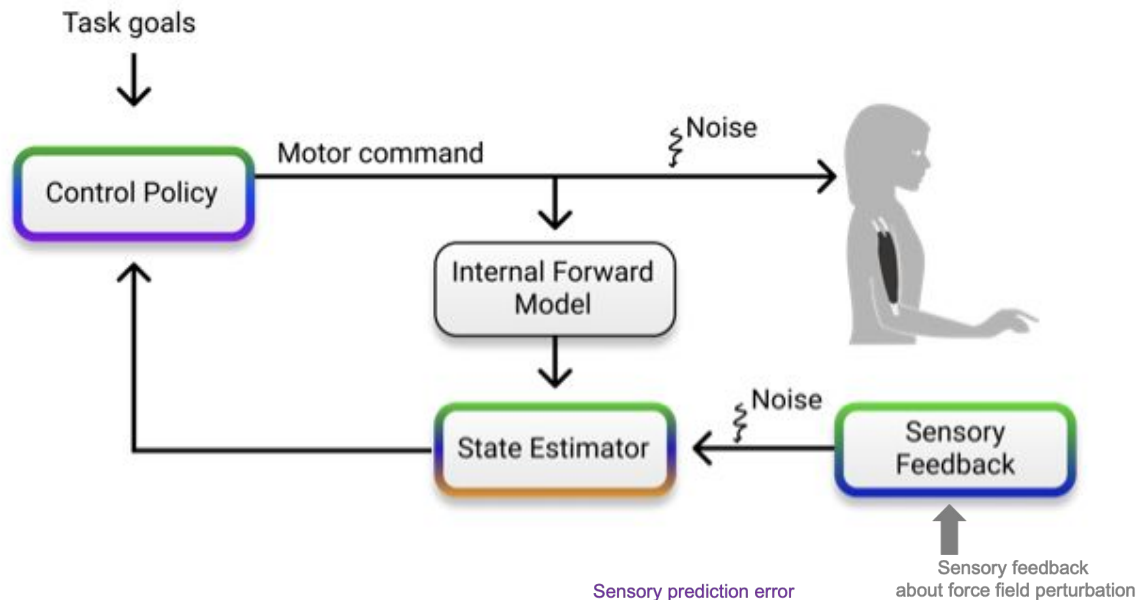 Task goals
Noise
Motor command
Control Policy
Internal Forward
Model
Noise
State Estimator
Sensory
Feedback
Sensory feedback
about force field perturbation
Sensory prediction error